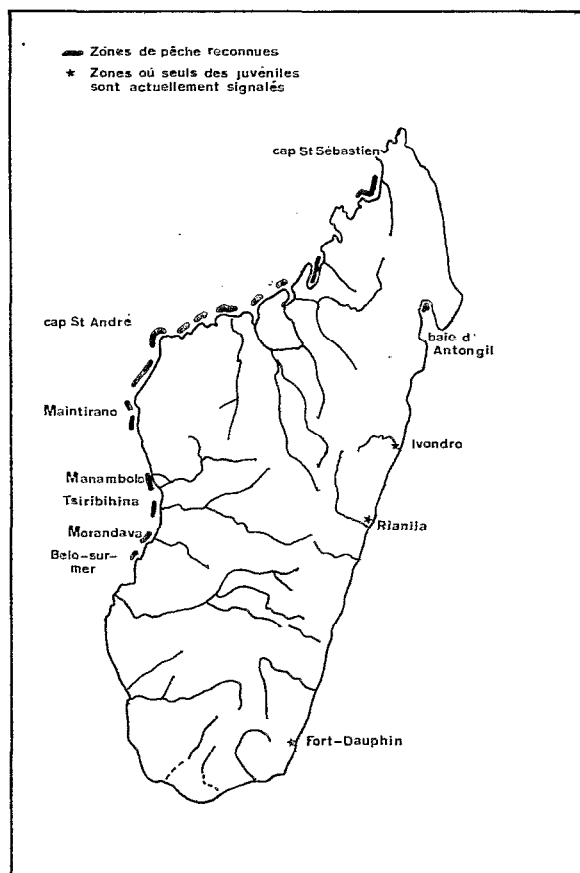 Zones de pêche reconnues
Zones où seuls des juvéniles
sont actuellement signalés
cap St Sébastien
cap St André
baie d'
Antongil
Maintirano
Ivondro
Manambolo
Tsiribihina
Rianila
Morandava
Belo-sur-
mer
Fort-Dauphin